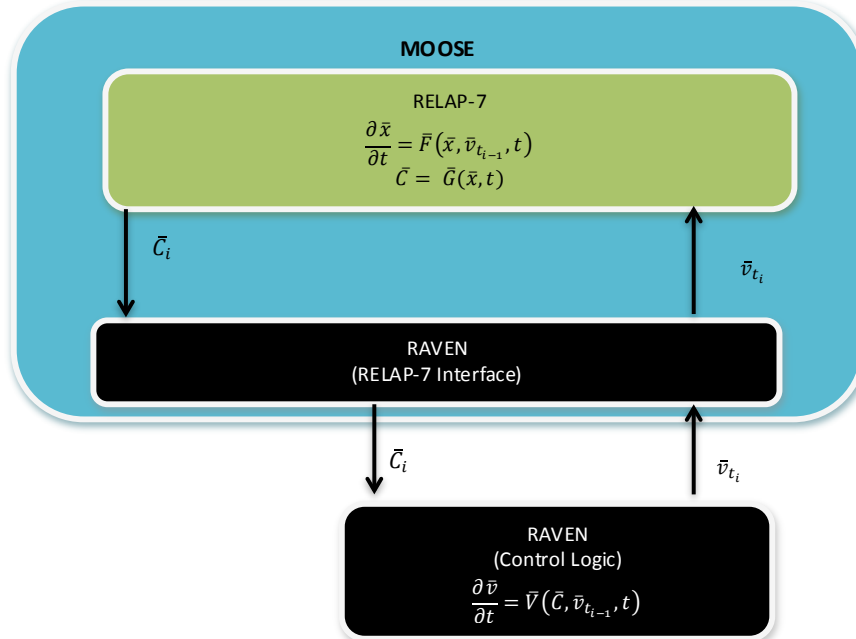 MOOSE
RELAP-7
∂x̄/∂t = F̄(x̄, v̄_{t_{i−1}}, t)
C̄ = Ḡ(x̄, t)
C̄_i
v̄_{t_i}
RAVEN
(RELAP-7 Interface)
C̄_i
v̄_{t_i}
RAVEN
(Control Logic)
∂v̄/∂t = V̄(C̄, v̄_{t_{i−1}}, t)